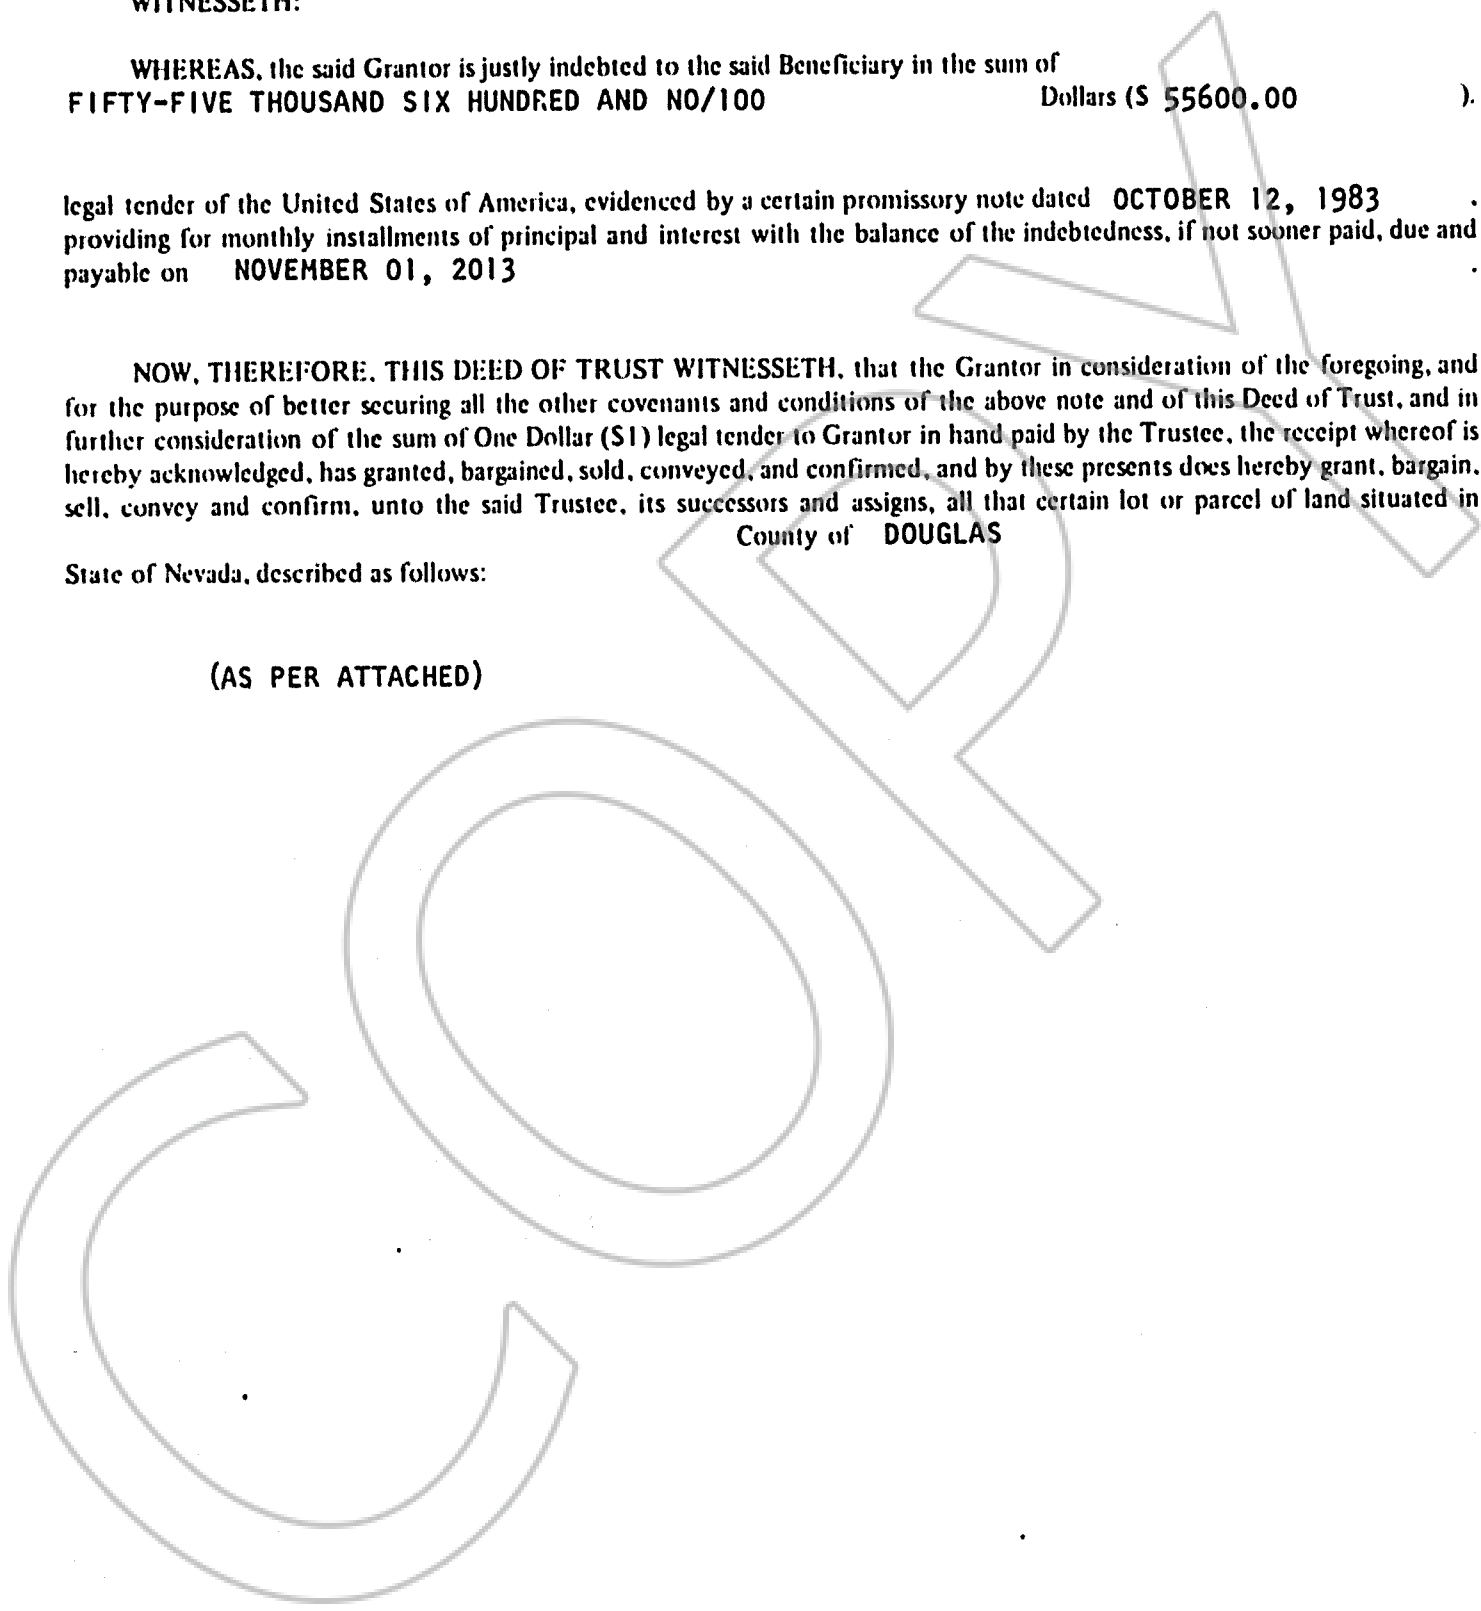 WITNESSETH:
WHEREAS, the said Grantor is justly indebted to the said Beneficiary in the sum of
FIFTY-FIVE THOUSAND SIX HUNDRED AND NO/100 Dollars ($ 55600.00 ).
legal tender of the United States of America, evidenced by a certain promissory note dated OCTOBER 12, 1983 .
providing for monthly installments of principal and interest with the balance of the indebtedness, if not sooner paid, due and
payable on NOVEMBER 01, 2013 .
NOW, THEREFORE, THIS DEED OF TRUST WITNESSETH, that the Grantor in consideration of the foregoing, and
for the purpose of better securing all the other covenants and conditions of the above note and of this Deed of Trust, and in
further consideration of the sum of One Dollar ($1) legal tender to Grantor in hand paid by the Trustee, the receipt whereof is
hereby acknowledged, has granted, bargained, sold, conveyed, and confirmed, and by these presents does hereby grant, bargain,
sell, convey and confirm, unto the said Trustee, its successors and assigns, all that certain lot or parcel of land situated in
County of DOUGLAS
State of Nevada, described as follows:
(AS PER ATTACHED)
COPY